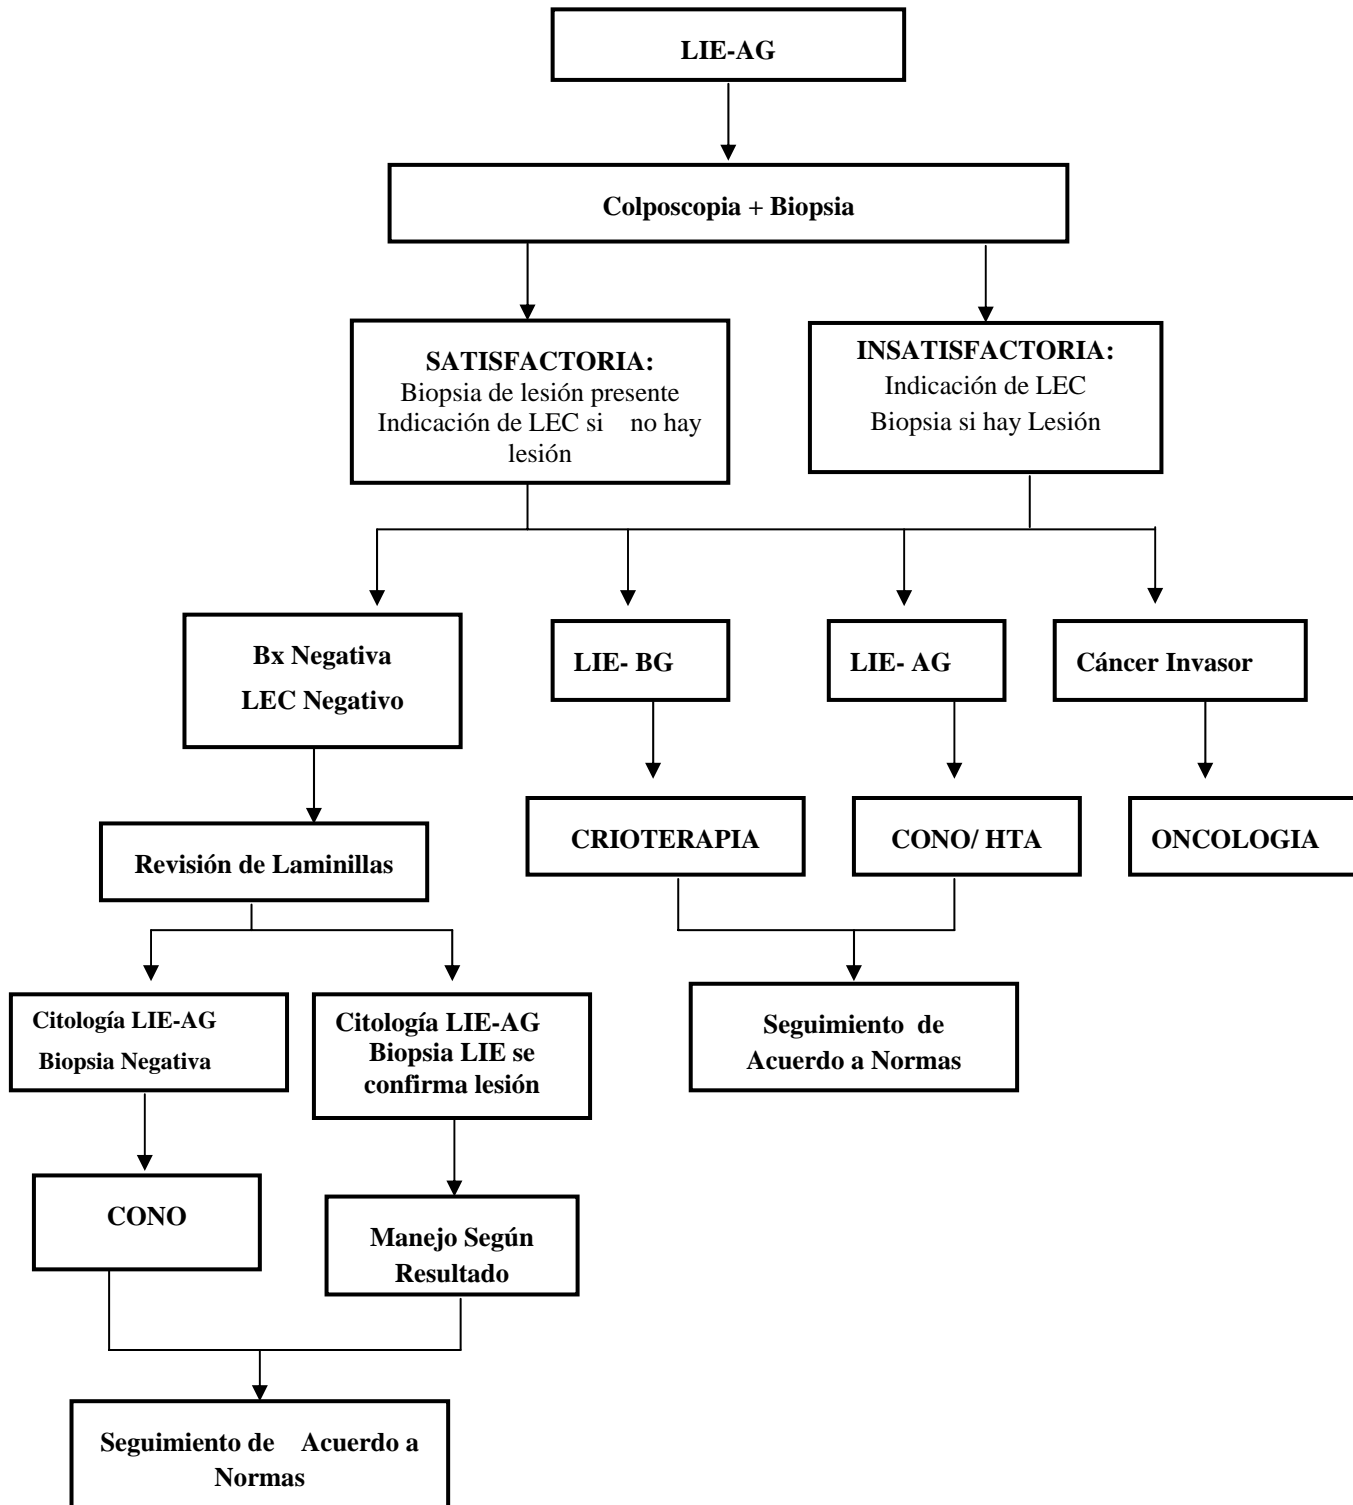 LIE-AG
Colposcopia + Biopsia
SATISFACTORIA:
Biopsia de lesión presente
Indicación de LEC si no hay
lesión
INSATISFACTORIA:
Indicación de LEC
Biopsia si hay Lesión
Bx Negativa
LEC Negativo
LIE- BG
LIE- AG
Cáncer Invasor
Revisión de Laminillas
CRIOTERAPIA
CONO/ HTA
ONCOLOGIA
Citología LIE-AG
Biopsia Negativa
Citología LIE-AG
Biopsia LIE se
confirma lesión
Seguimiento de
Acuerdo a Normas
CONO
Manejo Según
Resultado
Seguimiento de Acuerdo a
Normas